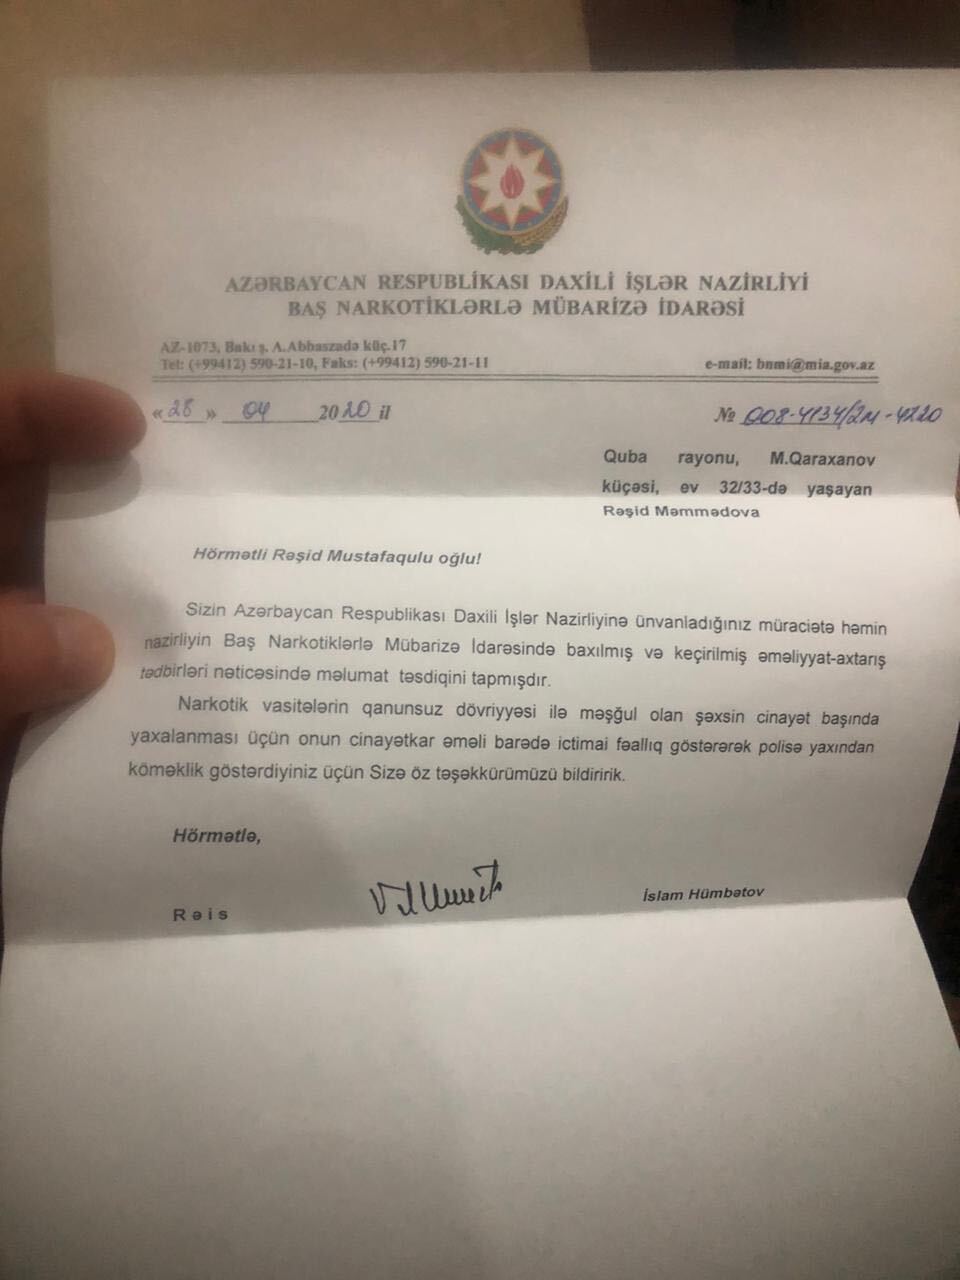 AZƏRBAYCAN RESPUBLİKASI DAXİLİ İŞLƏR NAZİRLİYİ
BAŞ NARKOTİKLƏRLƏ MÜBARİZƏ İDARƏSİ
AZ-1073, Bakı ş. A.Abbaszadə küç.17
Tel: (+99412) 590-21-10, Faks: (+99412) 590-21-11 e-mail: bnmi@mia.gov.az
«28» 04 2020 il № 008-4134/2M-4220
Quba rayonu, M.Qaraxanov
küçəsi, ev 32/33-də yaşayan
Rəşid Məmmədova
Hörmətli Rəşid Mustafaqulu oğlu!
Sizin Azərbaycan Respublikası Daxili İşlər Nazirliyinə ünvanladığınız müraciətə həmin
nazirliyin Baş Narkotiklərlə Mübarizə İdarəsində baxılmış və keçirilmiş əməliyyat-axtarış
tədbirləri nəticəsində məlumat təsdiqini tapmışdır.
Narkotik vasitələrin qanunsuz dövriyyəsi ilə məşğul olan şəxsin cinayət başında
yaxalanması üçün onun cinayətkar əməli barədə ictimai fəallıq göstərərək polisə yaxından
köməklik göstərdiyiniz üçün Sizə öz təşəkkürümüzü bildiririk.
Hörmətlə,
Rəis İslam Hümbətov